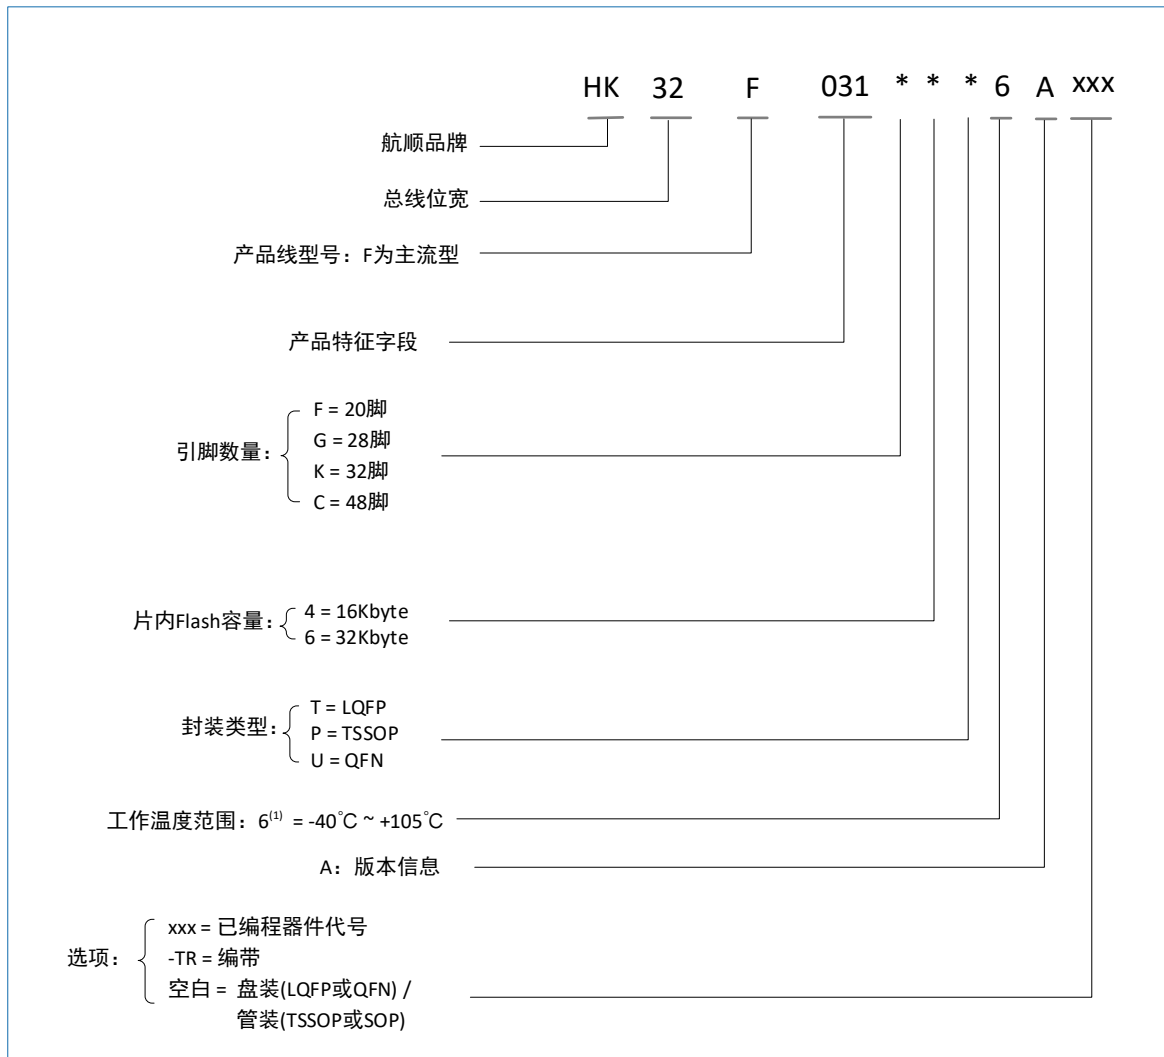 HK 32 F 031 * * * 6 A xxx
航顺品牌
总线位宽
产品线型号：F为主流型
产品特征字段
引脚数量：
F = 20脚
G = 28脚
K = 32脚
C = 48脚
片内Flash容量：
4 = 16Kbyte
6 = 32Kbyte
封装类型：
T = LQFP
P = TSSOP
U = QFN
工作温度范围：6(1) = -40℃ ~ +105℃
A：版本信息
选项：
xxx = 已编程器件代号
-TR = 编带
空白 = 盘装(LQFP或QFN) /
管装(TSSOP或SOP)